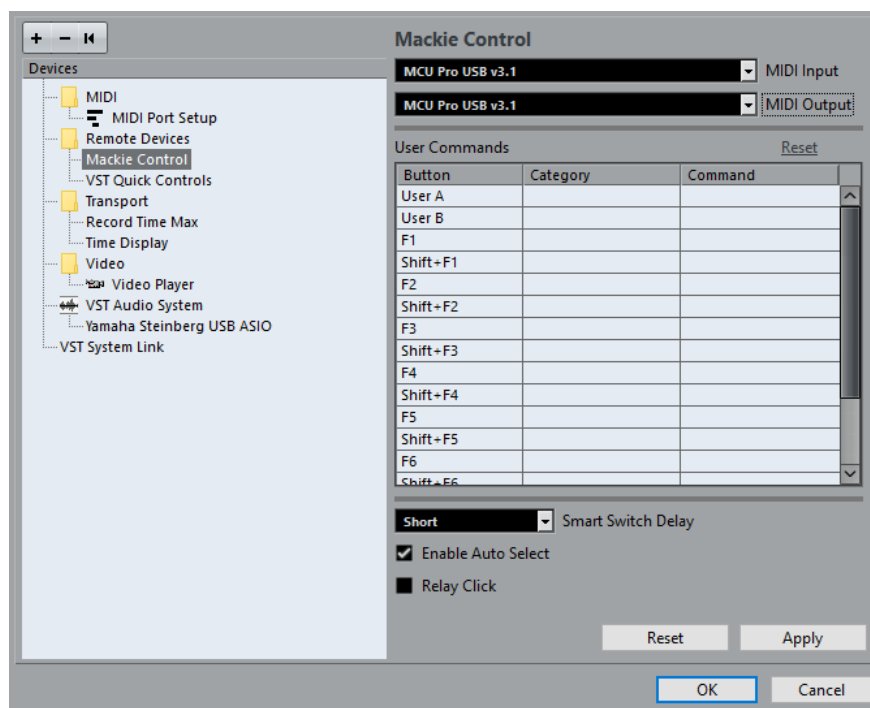 Mackie Control
Devices
MCU Pro USB v3.1 MIDI Input
MIDI
MCU Pro USB v3.1 MIDI Output
MIDI Port Setup
Remote Devices
Mackie Control
VST Quick Controls
Transport
Record Time Max
Time Display
Video
Video Player
VST Audio System
Yamaha Steinberg USB ASIO
VST System Link
User Commands Reset
Button Category Command
User A
User B
F1
Shift+F1
F2
Shift+F2
F3
Shift+F3
F4
Shift+F4
F5
Shift+F5
F6
Shift+F6
Short Smart Switch Delay
Enable Auto Select
Relay Click
Reset Apply
OK Cancel